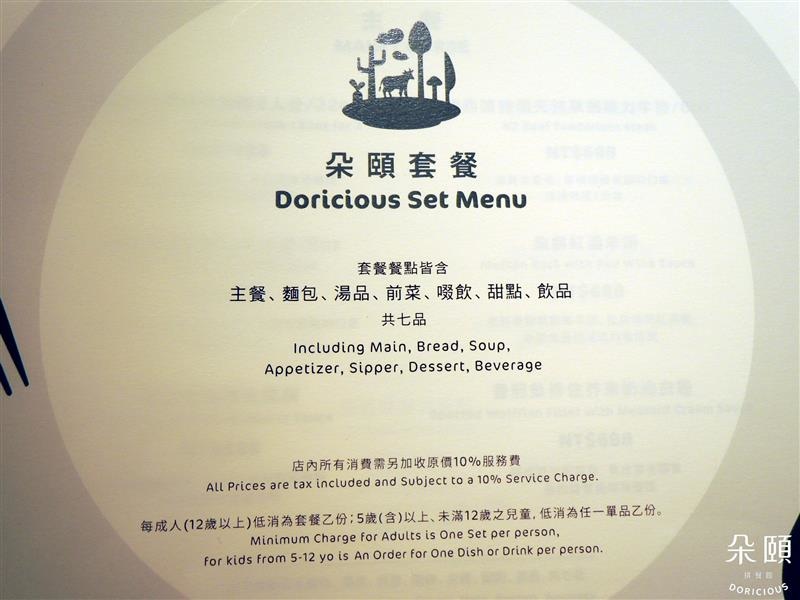 朵頤套餐
Doricious Set Menu
套餐餐點皆含
主餐、麵包、湯品、前菜、啜飲、甜點、飲品
共七品
Including Main, Bread, Soup,
Appetizer, Sipper, Dessert, Beverage
店內所有消費需另加收原價10%服務費
All Prices are tax included and Subject to a 10% Service Charge.
每成人(12歲以上)低消為套餐乙份；5歲(含)以上、未滿12歲之兒童，低消為任一單品乙份。
Minimum Charge for Adults is One Set per person,
for kids from 5-12 yo is An Order for One Dish or Drink per person.
朵頤
排餐館
DORICIOUS